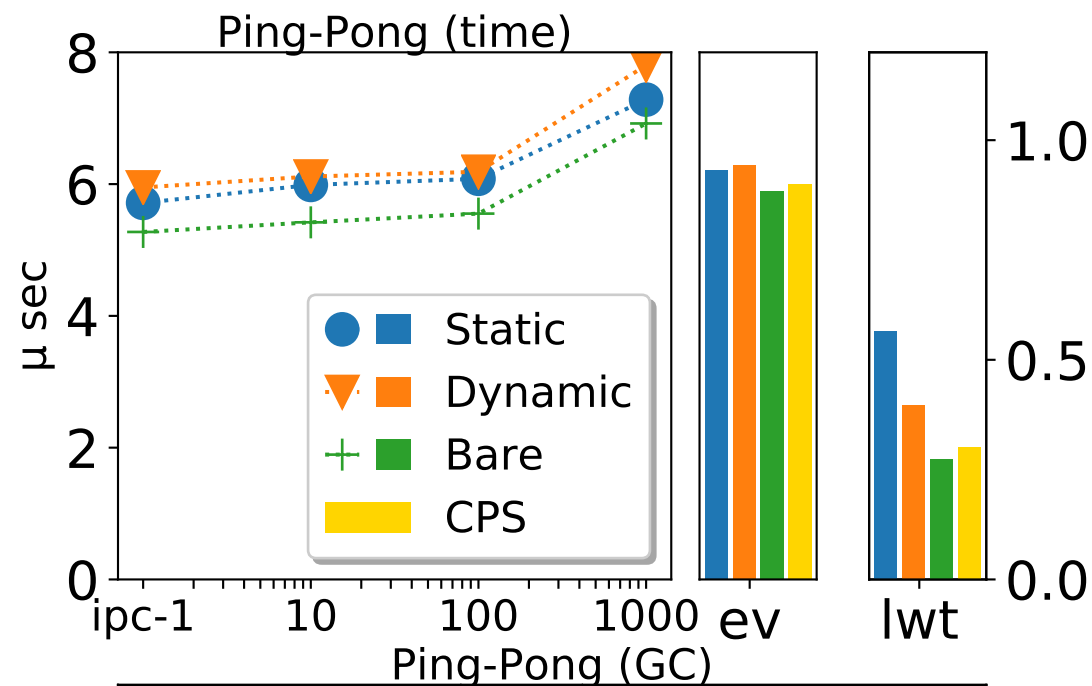 Ping-Pong (time)
8
6
4
2
0
μ sec
1.0
0.5
0.0
Static
Dynamic
Bare
CPS
ipc-1 10 100 1000 ev lwt
Ping-Pong (GC)